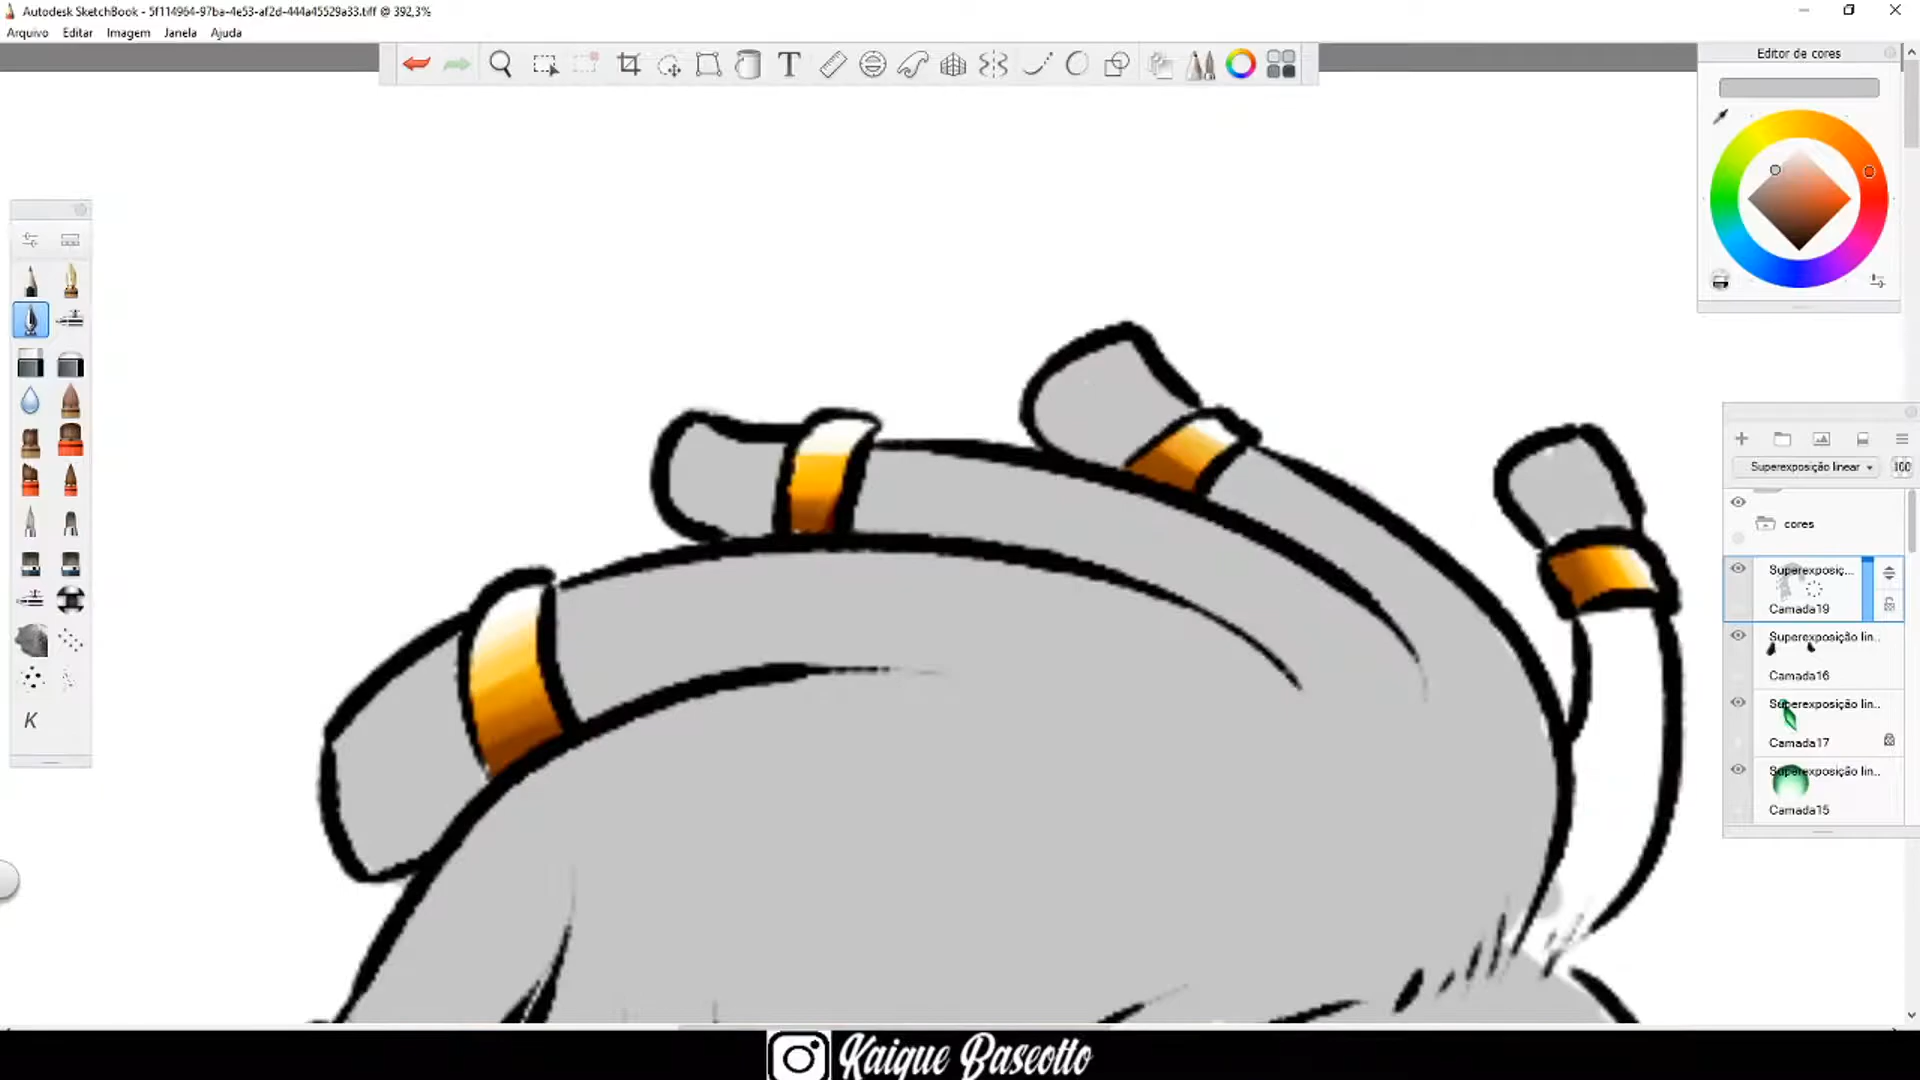 Autodesk SketchBook - 5f114964-97ba-4e53-af2d-444a45529a33.tiff @ 392,3%
Arquivo Editar Imagem Janela Ajuda
T
Editor de cores
Superexposição linear 100
cores
Superexposiç...
Camada19
Superexposição lin..
Camada16
Superexposição lin..
Camada17
Superexposição lin..
Camada15
K
Kaique Baseotto